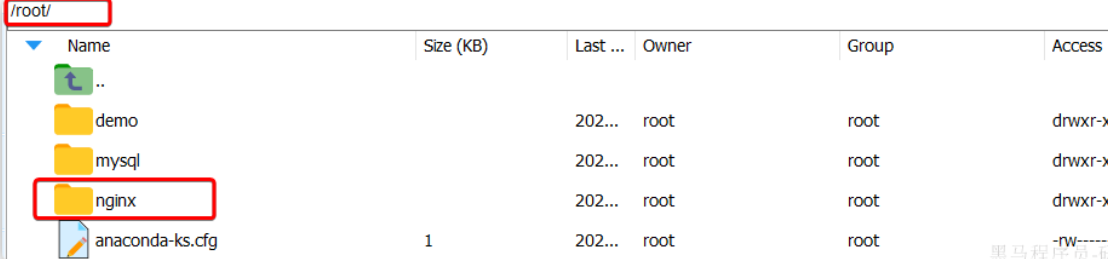 /root/
Name Size (KB) Last ... Owner Group Access
..
demo 202... root root drwxr-x
mysql 202... root root drwxr-x
nginx 202... root root drwxr-x
anaconda-ks.cfg 1 202... root root -rw-----
黑马程序员